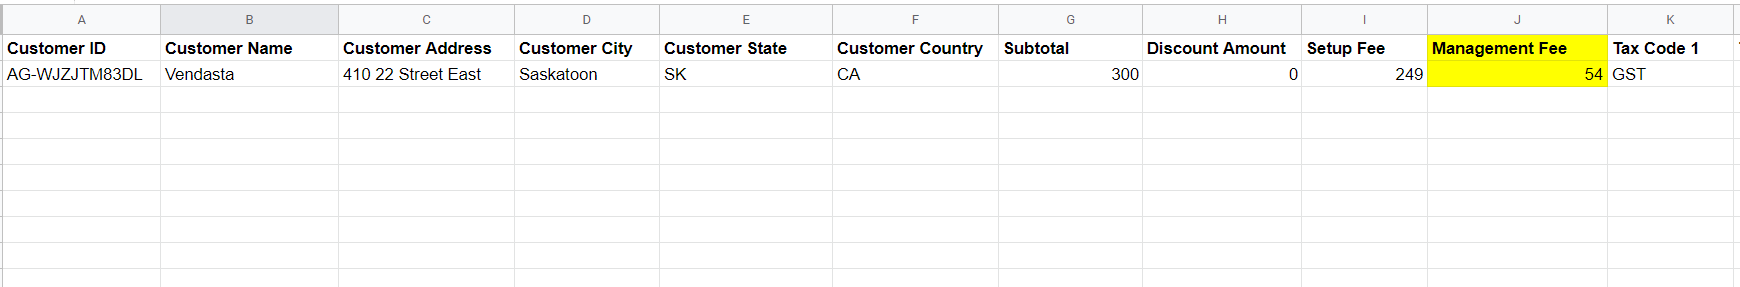 A B C D E F G H I J K
Customer ID Customer Name Customer Address Customer City Customer State Customer Country Subtotal Discount Amount Setup Fee Management Fee Tax Code 1
AG-WJZJTM83DL Vendasta 410 22 Street East Saskatoon SK CA 300 0 249 54 GST